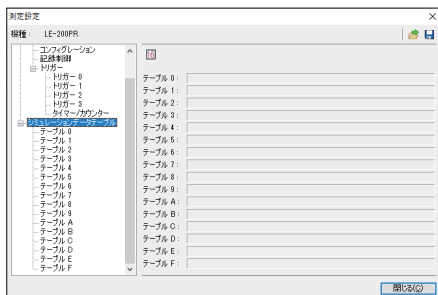 測定設定
機種： LE-200PR
コンフィグレーション
記録制御
トリガー
トリガー 0
トリガー 1
トリガー 2
トリガー 3
タイマー/カウンター
シミュレーションデータテーブル
テーブル 0
テーブル 1
テーブル 2
テーブル 3
テーブル 4
テーブル 5
テーブル 6
テーブル 7
テーブル 8
テーブル 9
テーブル A
テーブル B
テーブル C
テーブル D
テーブル E
テーブル F
テーブル 0：
テーブル 1：
テーブル 2：
テーブル 3：
テーブル 4：
テーブル 5：
テーブル 6：
テーブル 7：
テーブル 8：
テーブル 9：
テーブル A：
テーブル B：
テーブル C：
テーブル D：
テーブル E：
テーブル F：
閉じる(C)